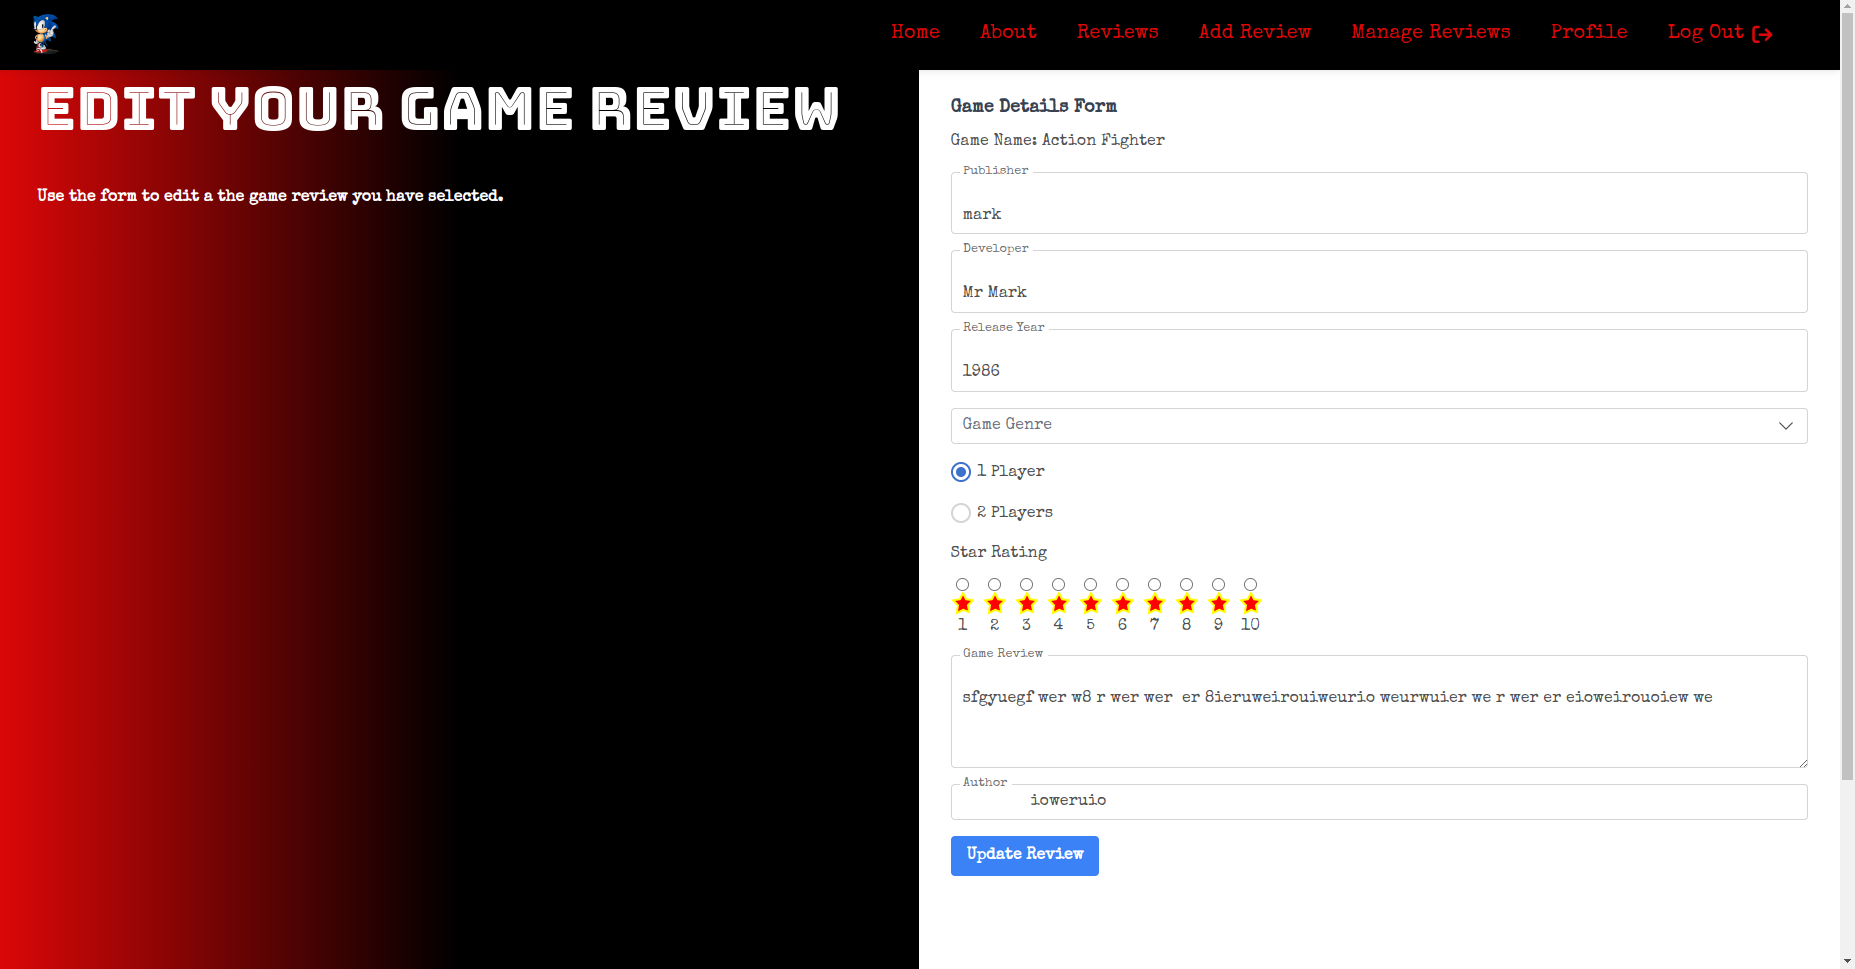 Home About Reviews Add Review Manage Reviews Profile Log Out
EDIT YOUR GAME REVIEW
Use the form to edit a the game review you have selected.
Game Details Form
Game Name: Action Fighter
Publisher
mark
Developer
Mr Mark
Release Year
1986
Game Genre
1 Player
2 Players
Star Rating
1 2 3 4 5 6 7 8 9 10
Game Review
sfgyuegf wer w8 r wer wer  er 8ieruweirouiweurio weurwuier we r wer er eioweirouoiew we
Author
ioweruio
Update Review